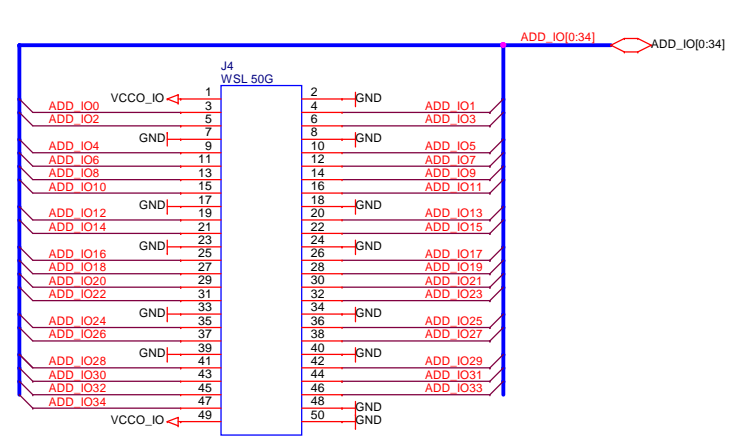 ADD_IO[0:34] ADD_IO[0:34]
J4
WSL 50G
VCCO_IO 1 2 GND
ADD_IO0 3 4 ADD_IO1
ADD_IO2 5 6 ADD_IO3
GND 7 8 GND
ADD_IO4 9 10 ADD_IO5
ADD_IO6 11 12 ADD_IO7
ADD_IO8 13 14 ADD_IO9
ADD_IO10 15 16 ADD_IO11
GND 17 18 GND
ADD_IO12 19 20 ADD_IO13
ADD_IO14 21 22 ADD_IO15
GND 23 24 GND
ADD_IO16 25 26 ADD_IO17
ADD_IO18 27 28 ADD_IO19
ADD_IO20 29 30 ADD_IO21
ADD_IO22 31 32 ADD_IO23
GND 33 34 GND
ADD_IO24 35 36 ADD_IO25
ADD_IO26 37 38 ADD_IO27
GND 39 40 GND
ADD_IO28 41 42 ADD_IO29
ADD_IO30 43 44 ADD_IO31
ADD_IO32 45 46 ADD_IO33
ADD_IO34 47 48 GND
VCCO_IO 49 50 GND